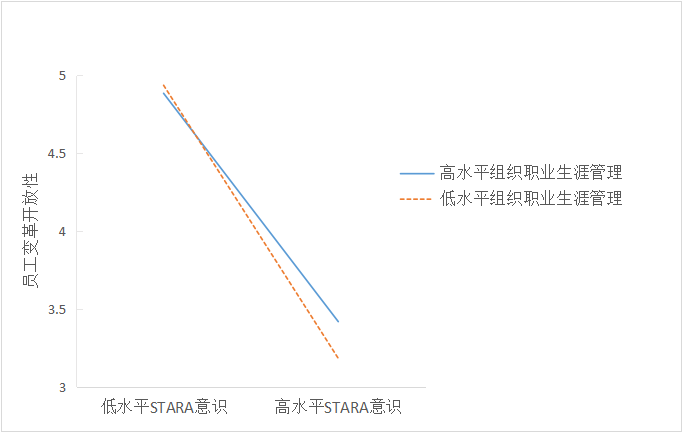 5
4.5
4
3.5
3
员工变革开放性
低水平STARA意识
高水平STARA意识
高水平组织职业生涯管理
低水平组织职业生涯管理